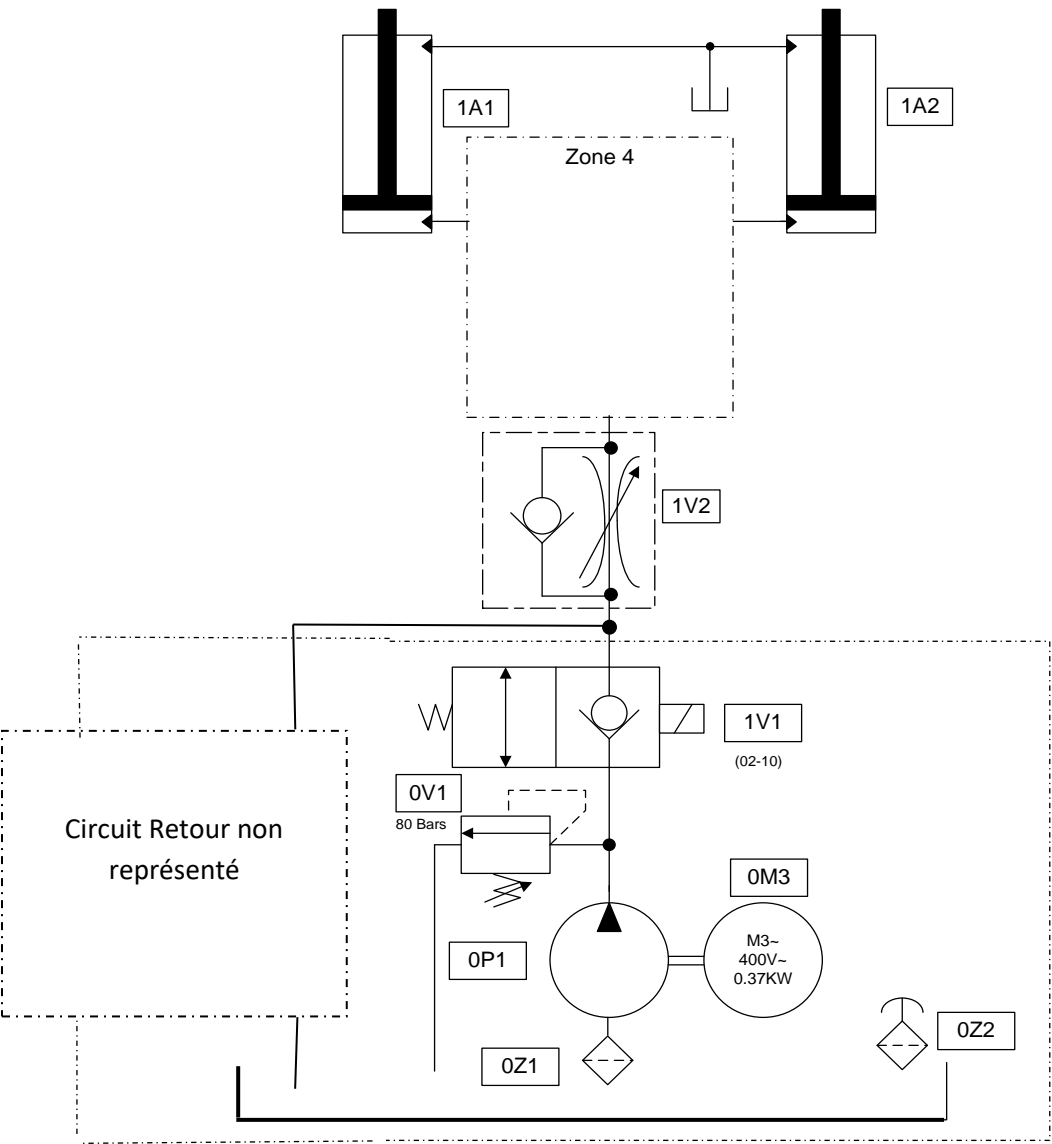 1A1
1A2
Zone 4
1V2
1V1
(02-10)
0V1
80 Bars
Circuit Retour non
représenté
0M3
M3~
400V~
0.37KW
0P1
0Z2
0Z1